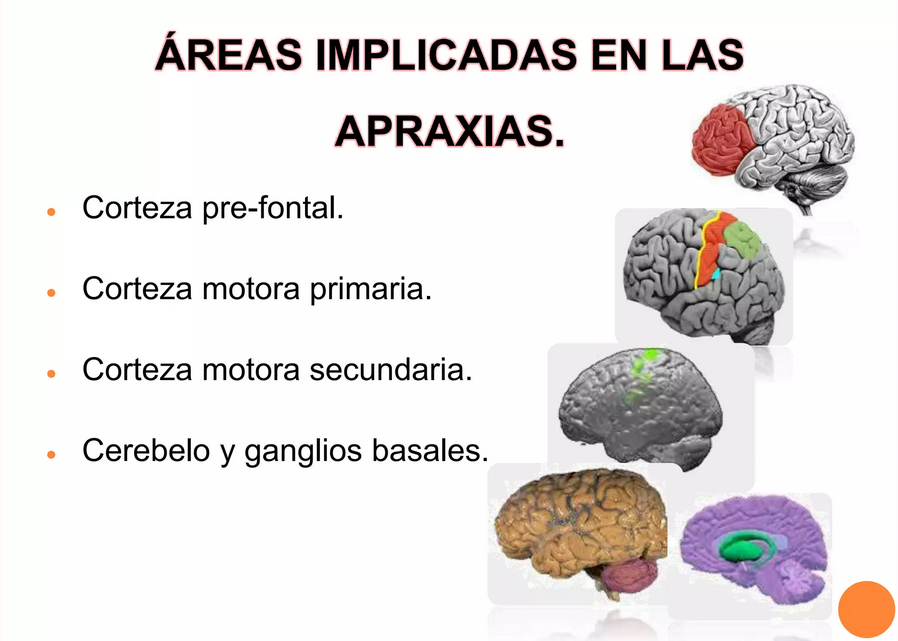 ÁREAS IMPLICADAS EN LAS
APRAXIAS.
Corteza pre-fontal.
Corteza motora primaria.
Corteza motora secundaria.
Cerebelo y ganglios basales.